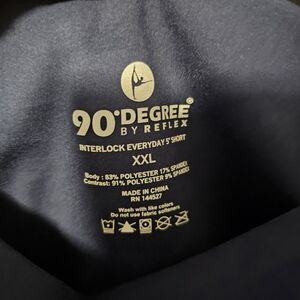 90°DEGREE®
BY REFLEX
INTERLOCK EVERYDAY 5" SHORT
XXL
Body : 83% POLYESTER 17% SPANDEX
Contrast: 91% POLYESTER 9% SPANDEX
MADE IN CHINA
RN 144527
Wash with like colors
Do not use fabric softeners